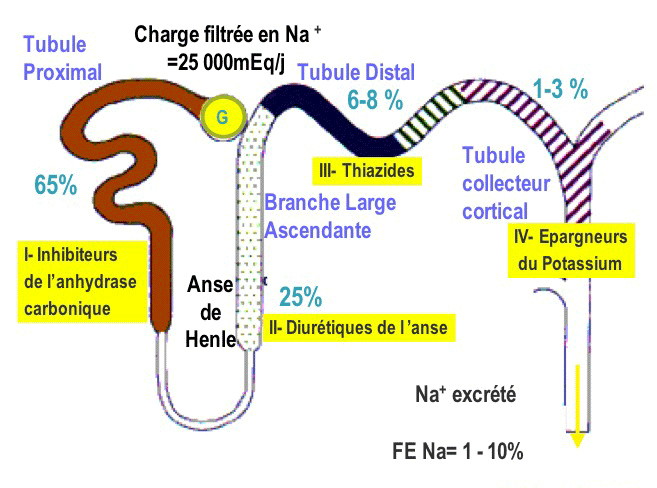 Charge filtrée en Na +
=25 000mEq/j
Tubule
Proximal
G
Tubule Distal
6-8 %
1-3 %
III- Thiazides
65%
Tubule
collecteur
cortical
Branche Large
Ascendante
IV- Epargneurs
du Potassium
I- Inhibiteurs
de l’anhydrase
carbonique
Anse
de
Henle
25%
II- Diurétiques de l ’anse
Na+ excrété
FE Na= 1 - 10%